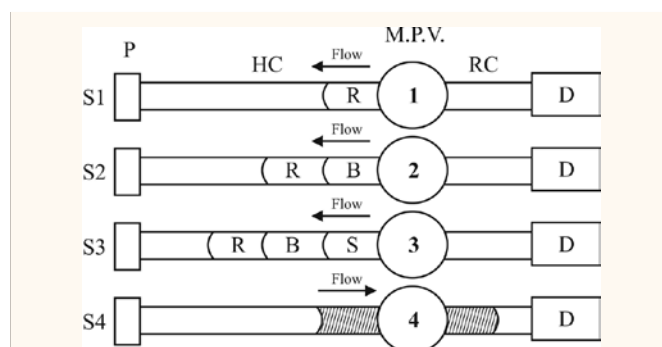 M.P.V.
P HC Flow RC
S1 R 1 D
Flow
S2 R B 2 D
Flow
S3 R B S 3 D
Flow
S4 4 D